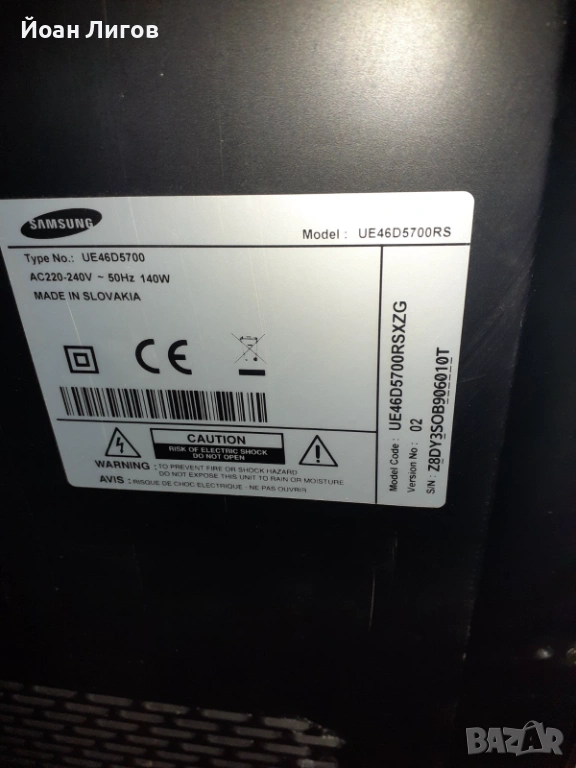 Йоан Лигов
SAMSUNG
Model : UE46D5700RS
Type No.: UE46D5700
AC220-240V ~ 50Hz 140W
MADE IN SLOVAKIA
CE
CAUTION
RISK OF ELECTRIC SHOCK
DO NOT OPEN
WARNING : TO PREVENT FIRE OR SHOCK HAZARD
DO NOT EXPOSE THIS UNIT TO RAIN OR MOISTURE
AVIS : RISQUE DE CHOC ELECTRIQUE -NE PAS OUVRIR
Model Code : UE46D5700RSXZG
Version No : 02
S/N : Z8DY3SOB906010T
BAZAR